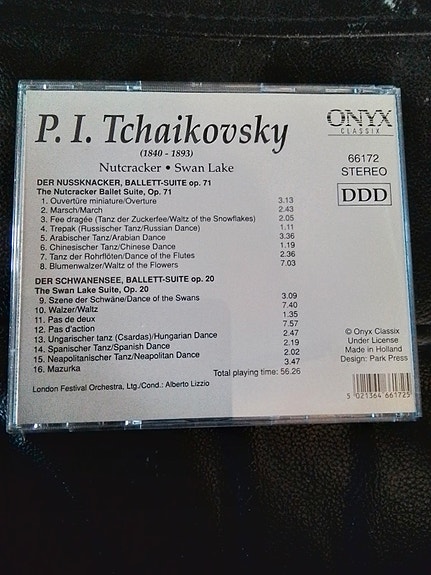 P. I. Tchaikovsky
(1840 - 1893)
Nutcracker • Swan Lake
ONYX
CLASSIX
66172
STEREO
DDD
DER NUSSKNACKER, BALLETT-SUITE op. 71
The Nutcracker Ballet Suite, Op. 71
1. Ouvertüre miniature/Overture 3.13
2. Marsch/March 2.43
3. Fee dragée (Tanz der Zuckerfee/Waltz of the Snowflakes) 2.05
4. Trepak (Russischer Tanz/Russian Dance) 1.11
5. Arabischer Tanz/Arabian Dance 3.36
6. Chinesischer Tanz/Chinese Dance 1.19
7. Tanz der Rohrflöten/Dance of the Flutes 2.36
8. Blumenwalzer/Waltz of the Flowers 7.03
DER SCHWANENSEE, BALLETT-SUITE op. 20
The Swan Lake Suite, Op. 20
9. Szene der Schwäne/Dance of the Swans 3.09
10. Walzer/Waltz 7.40
11. Pas de deux 1.35
12. Pas d'action 7.57
13. Ungarischer tanz (Csardas)/Hungarian Dance 2.47
14. Spanischer Tanz/Spanish Dance 2.19
15. Neapolitanischer Tanz/Neapolitan Dance 2.02
16. Mazurka 3.47
Total playing time: 56.26
London Festival Orchestra, Ltg./Cond.: Alberto Lizzio
© Onyx Classix
Under License
Made in Holland
Design: Park Press
5 021364 661725